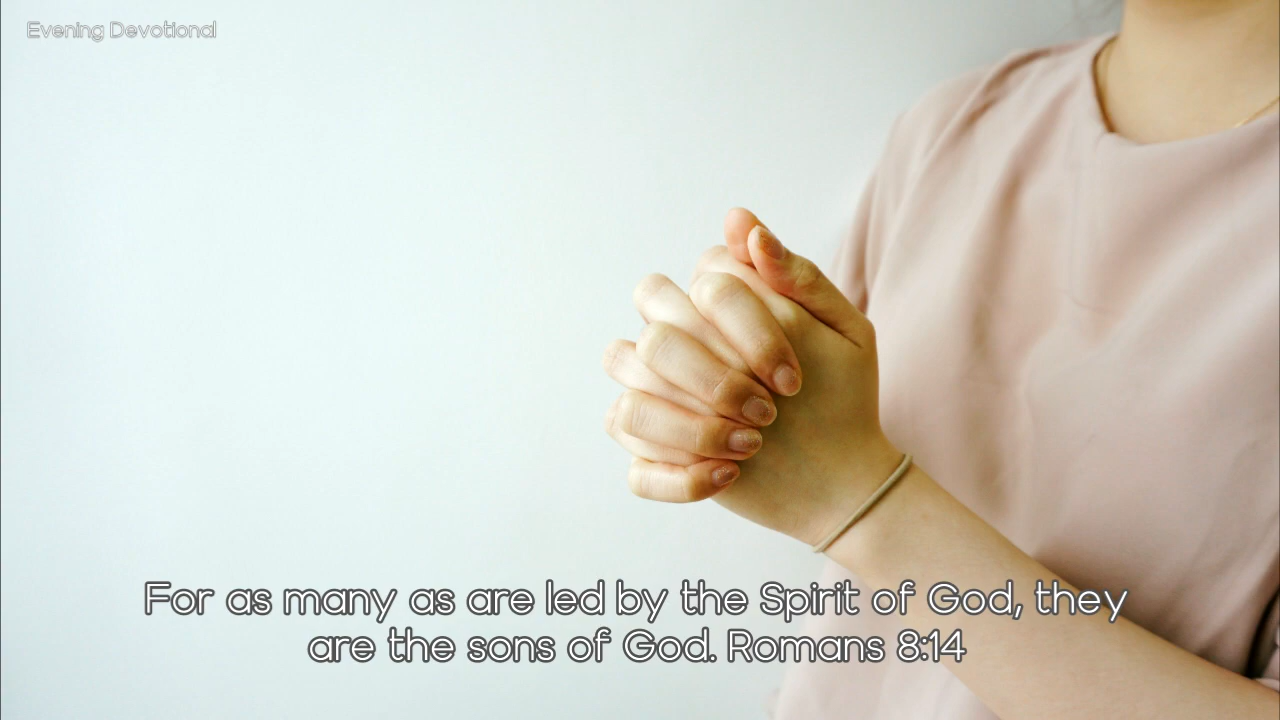 Evening Devotional
For as many as are led by the Spirit of God, they
are the sons of God. Romans 8:14